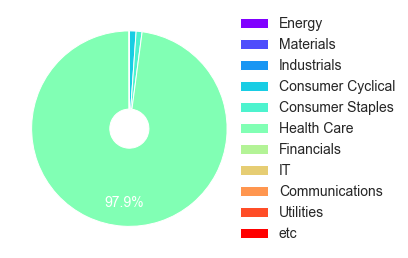 Energy
Materials
Industrials
Consumer Cyclical
Consumer Staples
Health Care
Financials
IT
Communications
Utilities
etc
97.9%